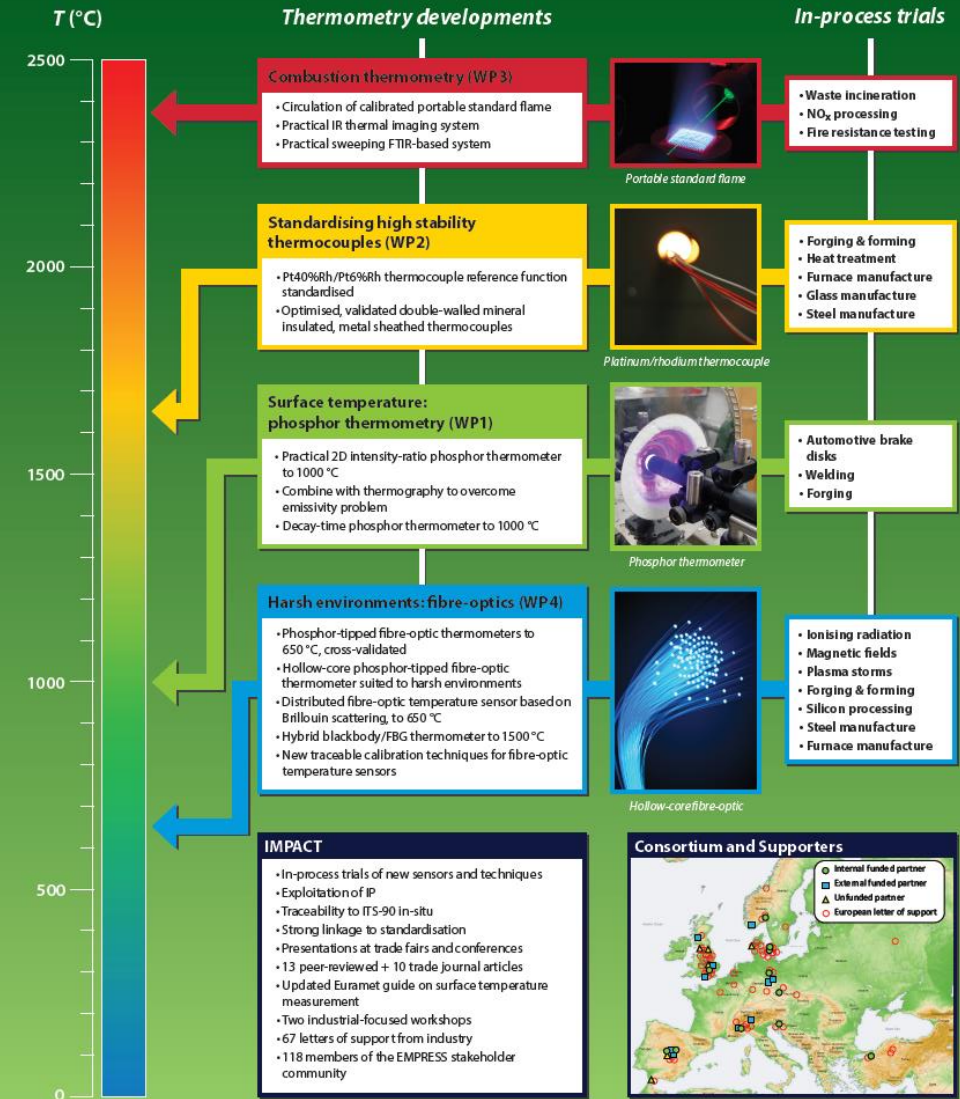 T (°C)
Thermometry developments
In-process trials
2500
2000
1500
1000
500
0
Combustion thermometry (WP3)
• Circulation of calibrated portable standard flame
• Practical IR thermal imaging system
• Practical sweeping FTIR-based system
Portable standard flame
• Waste incineration
• NOx processing
• Fire resistance testing
Standardising high stability
thermocouples (WP2)
• Pt40%Rh/Pt6%Rh thermocouple reference function
standardised
• Optimised, validated double-walled mineral
insulated, metal sheathed thermocouples
Platinum/rhodium thermocouple
• Forging & forming
• Heat treatment
• Furnace manufacture
• Glass manufacture
• Steel manufacture
Surface temperature:
phosphor thermometry (WP1)
• Practical 2D intensity-ratio phosphor thermometer
to 1000 °C
• Combine with thermography to overcome
emissivity problem
• Decay-time phosphor thermometer to 1000 °C
Phosphor thermometer
• Automotive brake
disks
• Welding
• Forging
Harsh environments: fibre-optics (WP4)
• Phosphor-tipped fibre-optic thermometers to
650 °C, cross-validated
• Hollow-core phosphor-tipped fibre-optic
thermometer suited to harsh environments
• Distributed fibre-optic temperature sensor based on
Brillouin scattering, to 650 °C
• Hybrid blackbody/FBG thermometer to 1500 °C
• New traceable calibration techniques for fibre-optic
temperature sensors
Hollow-core fibre-optic
• Ionising radiation
• Magnetic fields
• Plasma storms
• Forging & forming
• Silicon processing
• Steel manufacture
• Furnace manufacture
IMPACT
• In-process trials of new sensors and techniques
• Exploitation of IP
• Traceability to ITS-90 in-situ
• Strong linkage to standardisation
• Presentations at trade fairs and conferences
• 13 peer-reviewed + 10 trade journal articles
• Updated Euramet guide on surface temperature
measurement
• Two industrial-focused workshops
• 67 letters of support from industry
• 118 members of the EMPRESS stakeholder
community
Consortium and Supporters
Internal funded partner
External funded partner
Unfunded partner
European letter of support